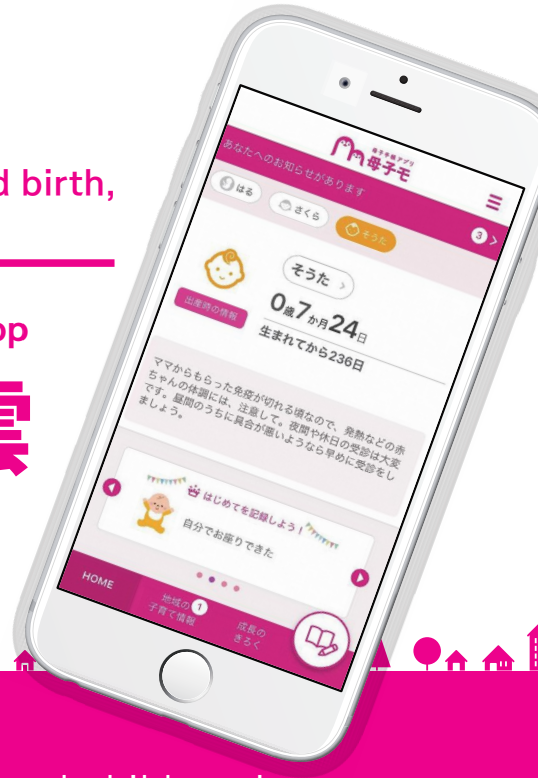 d birth,
pp
雲
母子手帳アプリ
母子モ
あなたへのお知らせがあります
3
はる
さくら
そうた
そうた
0歳7か月24日
出産時の情報
生まれてから236日
ママからもらった免疫が切れる頃なので、発熱などの赤
ちゃんの体調には、注意して。夜間や休日の受診は大変
です。昼間のうちに具合が悪いようなら早めに受診をし
ましょう。
はじめてを記録しよう!
自分でお座りできた
HOME
地域の
子育て情報
1
成長の
きろく